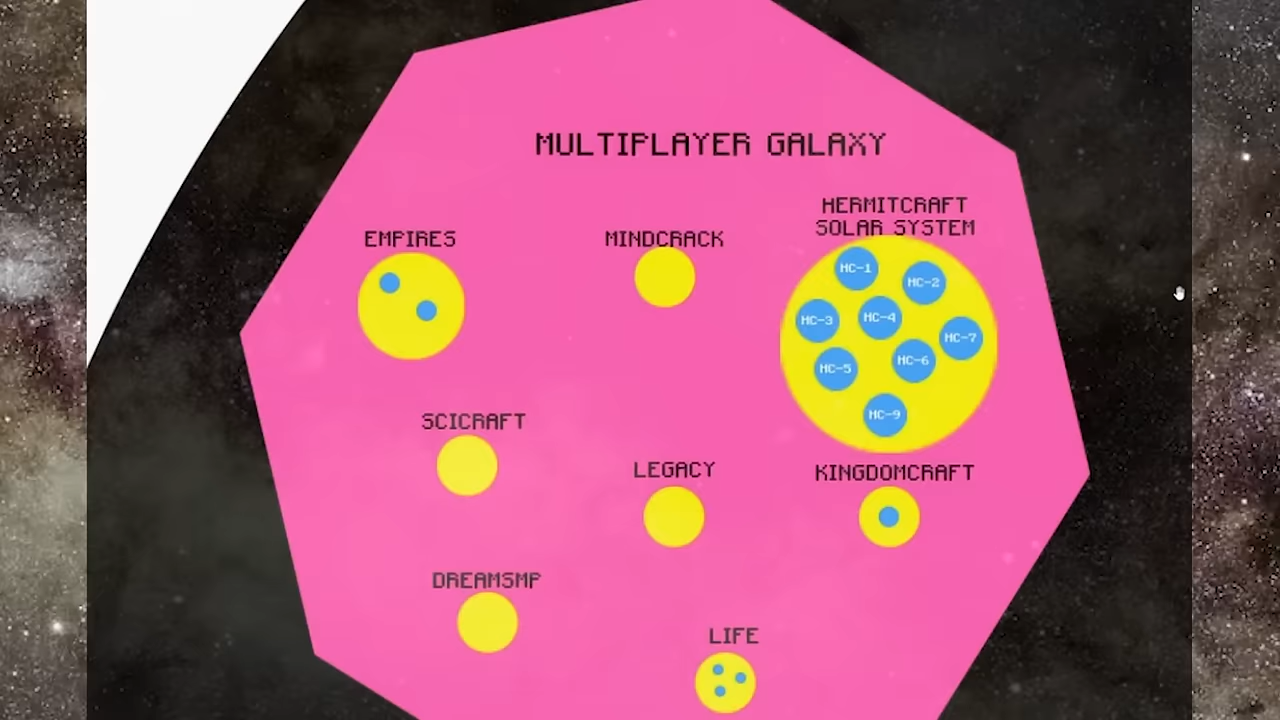 MULTIPLAYER GALAXY
EMPIRES
MINDCRACK
HERMITCRAFT
SOLAR SYSTEM
HC-1
HC-2
HC-3
HC-4
HC-7
HC-5
HC-6
HC-9
SCICRAFT
LEGACY
KINGDOMCRAFT
DREAMSMP
LIFE